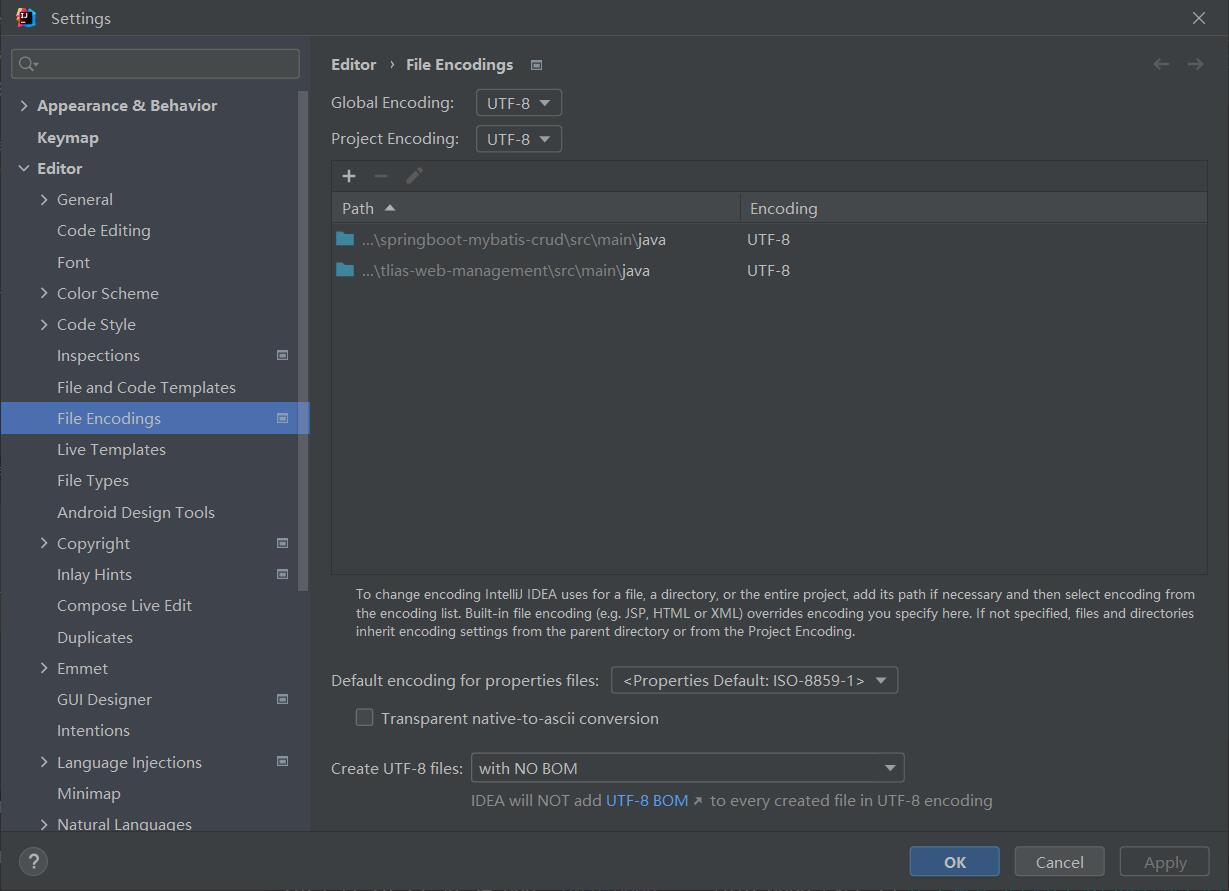 Settings
Appearance & Behavior
Keymap
Editor
General
Code Editing
Font
Color Scheme
Code Style
Inspections
File and Code Templates
File Encodings
Live Templates
File Types
Android Design Tools
Copyright
Inlay Hints
Compose Live Edit
Duplicates
Emmet
GUI Designer
Intentions
Language Injections
Minimap
Natural Languages
Editor › File Encodings
Global Encoding: UTF-8
Project Encoding: UTF-8
Path Encoding
...\springboot-mybatis-crud\src\main\java UTF-8
...\tlias-web-management\src\main\java UTF-8
To change encoding IntelliJ IDEA uses for a file, a directory, or the entire project, add its path if necessary and then select encoding from
the encoding list. Built-in file encoding (e.g. JSP, HTML or XML) overrides encoding you specify here. If not specified, files and directories
inherit encoding settings from the parent directory or from the Project Encoding.
Default encoding for properties files: <Properties Default: ISO-8859-1>
Transparent native-to-ascii conversion
Create UTF-8 files: with NO BOM
IDEA will NOT add UTF-8 BOM ↗ to every created file in UTF-8 encoding
? OK Cancel Apply